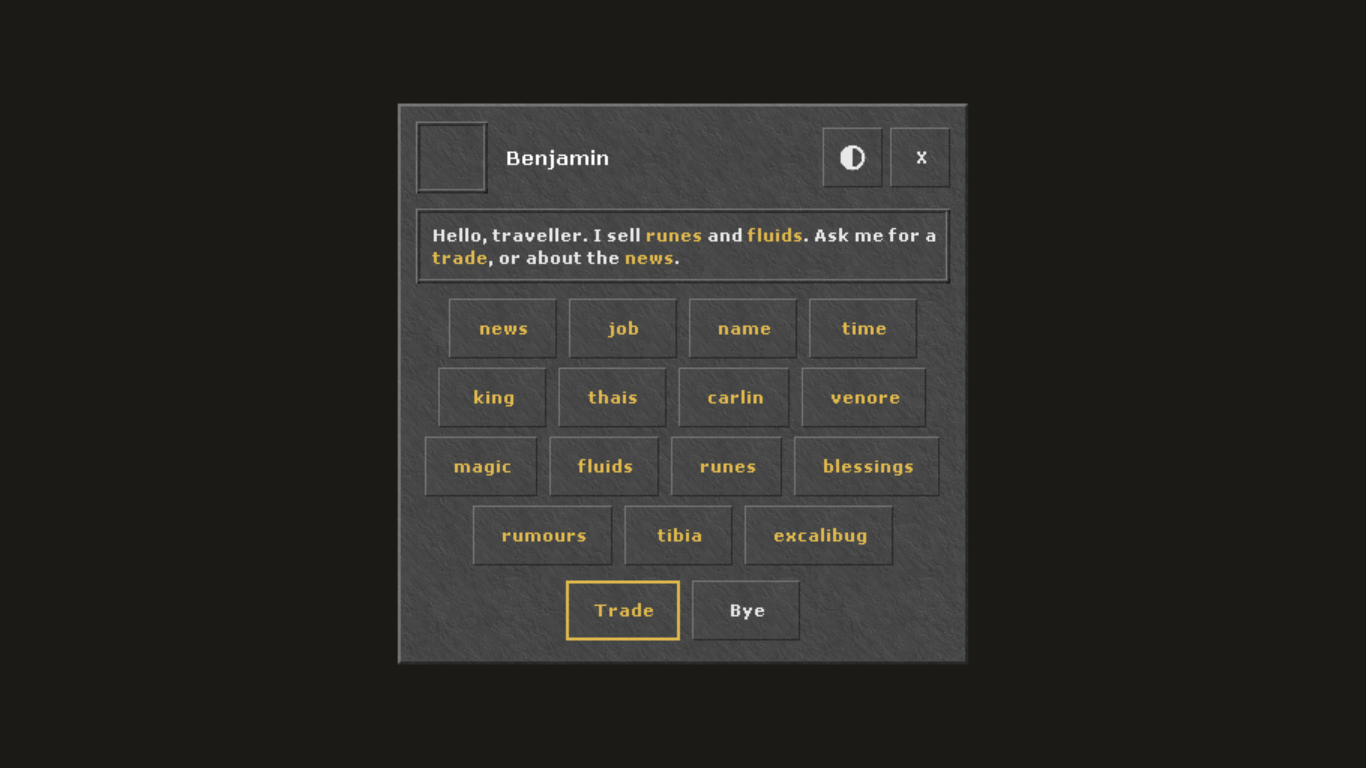 Benjamin
x
Hello, traveller. I sell runes and fluids. Ask me for a
trade, or about the news.
news job name time
king thais carlin venore
magic fluids runes blessings
rumours tibia excalibug
Trade Bye